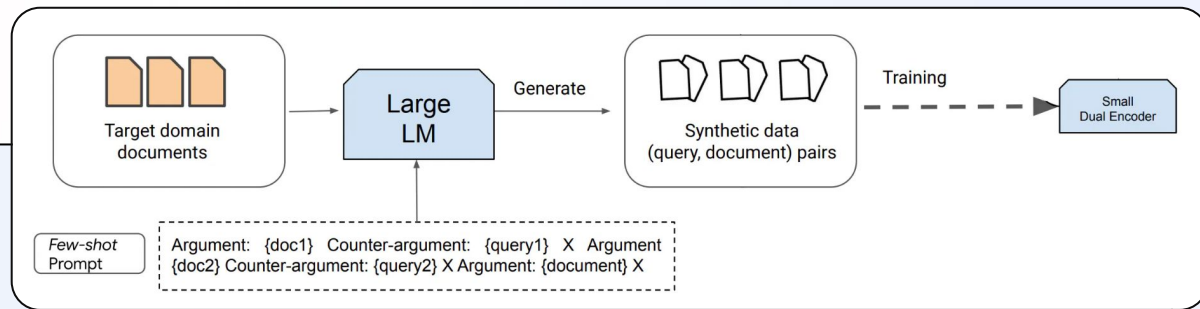 Target domain
documents
Large
LM
Generate
Synthetic data
(query, document) pairs
Training
Small
Dual Encoder
Few-shot
Prompt
Argument: {doc1} Counter-argument: {query1} X Argument
{doc2} Counter-argument: {query2} X Argument: {document} X